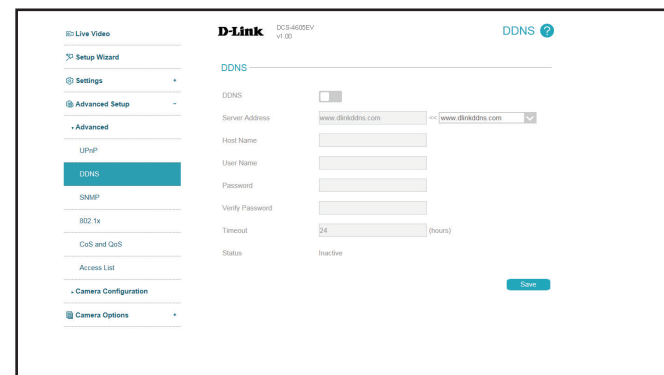 Live Video
Setup Wizard
Settings +
Advanced Setup -
Advanced
UPnP
DDNS
SNMP
802.1x
CoS and QoS
Access List
Camera Configuration
Camera Options +
D-Link DCS-4605EV
v1.00
DDNS ?
DDNS
DDNS
Server Address www.dlinkddns.com << www.dlinkddns.com
Host Name
User Name
Password
Verify Password
Timeout 24 (hours)
Status Inactive
Save